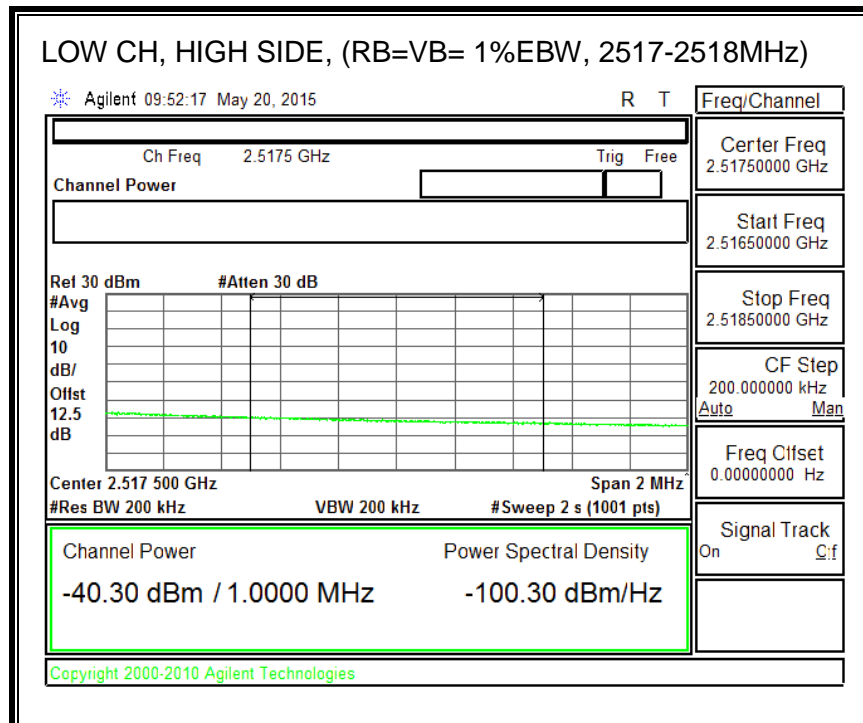 LOW CH, HIGH SIDE, (RB=VB= 1%EBW, 2517-2518MHz)
Agilent 09:52:17 May 20, 2015 R T
Freq/Channel
Ch Freq 2.5175 GHz Trig Free
Channel Power
Center Freq
2.51750000 GHz
Start Freq
2.51650000 GHz
Stop Freq
2.51850000 GHz
CF Step
200.000000 kHz
Auto Man
Freq Offset
0.00000000 Hz
Signal Track
On Off
Ref 30 dBm #Atten 30 dB
#Avg
Log
10
dB/
Offst
12.5
dB
Center 2.517 500 GHz Span 2 MHz
#Res BW 200 kHz VBW 200 kHz #Sweep 2 s (1001 pts)
Channel Power Power Spectral Density
-40.30 dBm / 1.0000 MHz -100.30 dBm/Hz
Copyright 2000-2010 Agilent Technologies